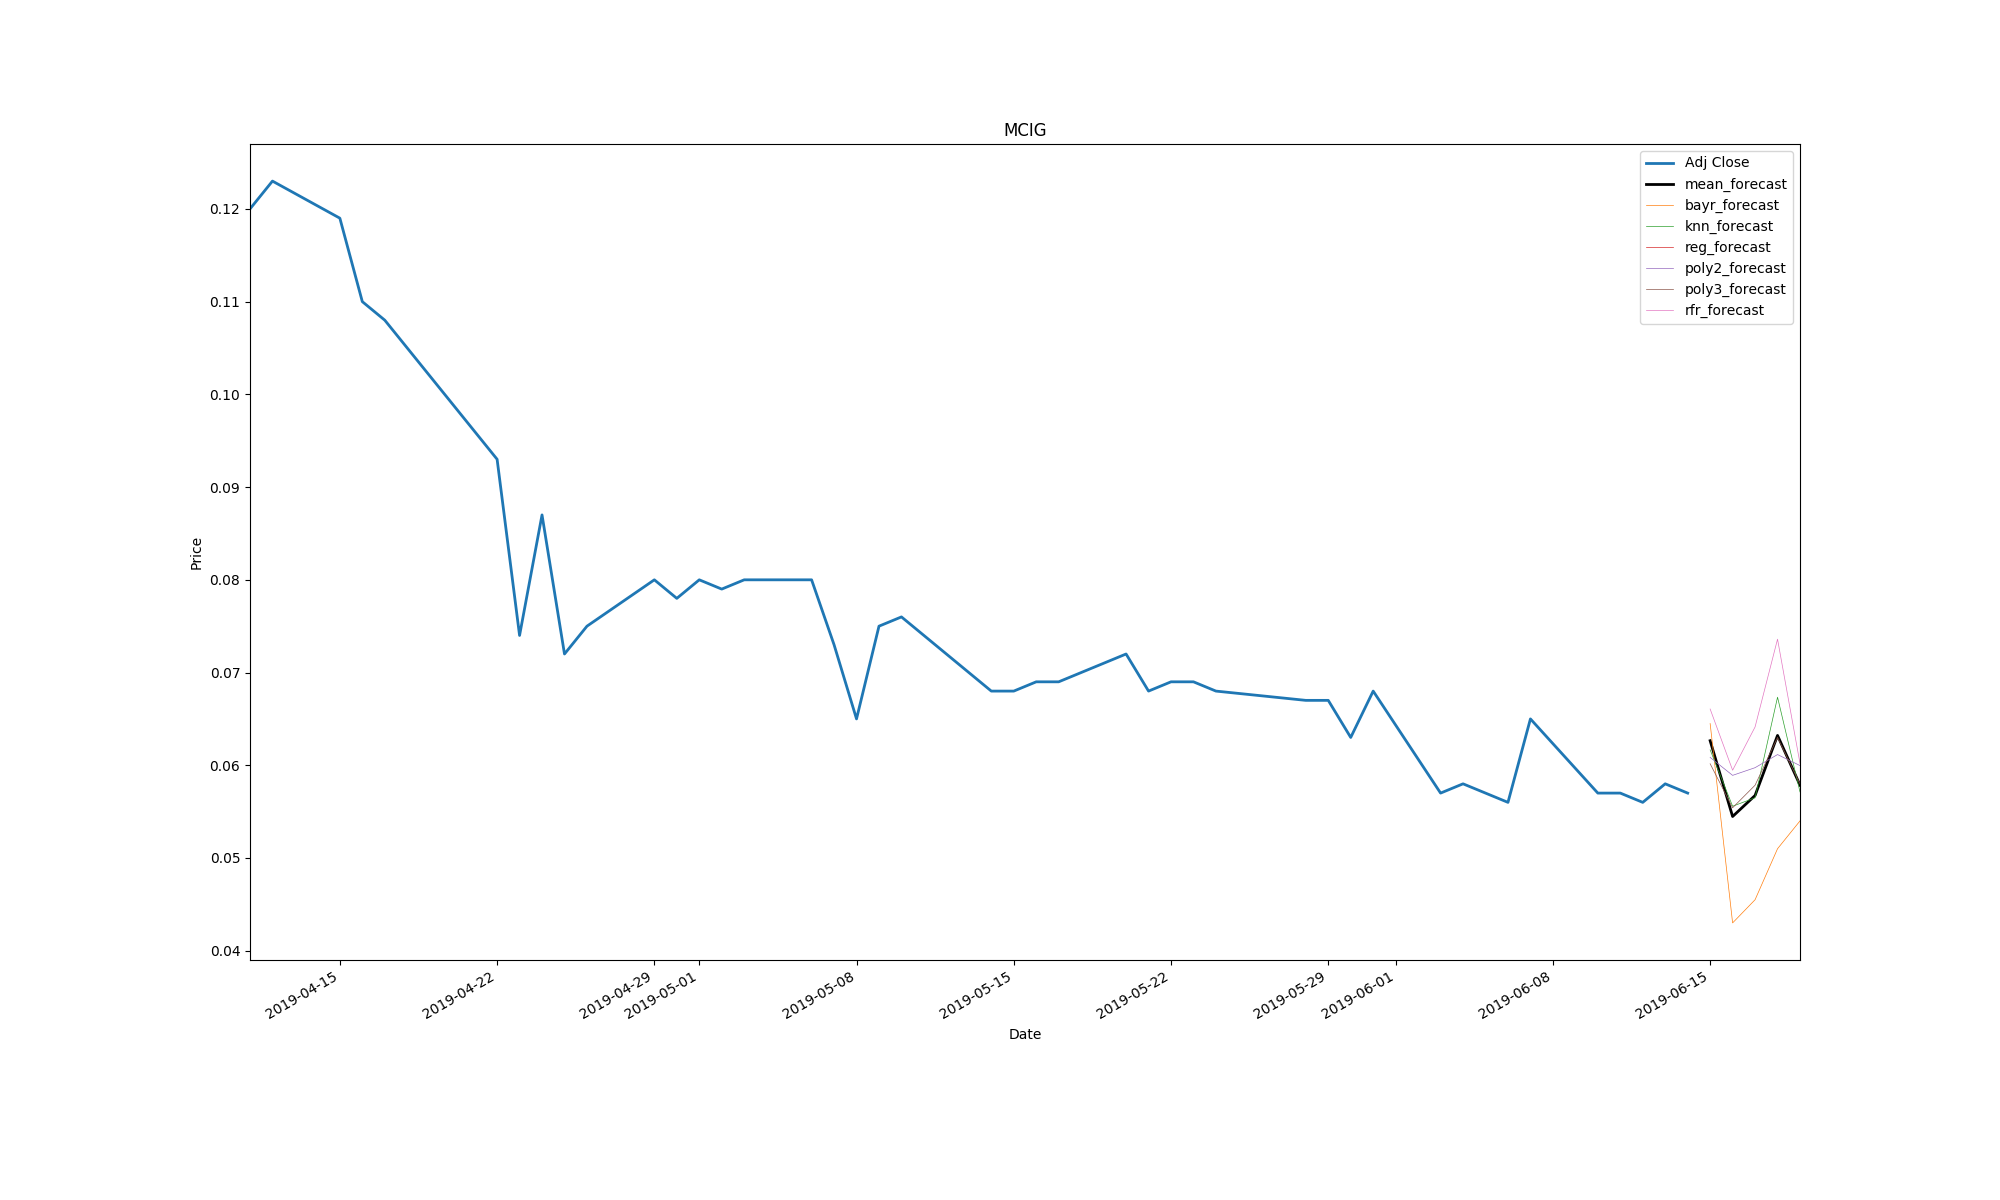 MCIG
Adj Close
mean_forecast
bayr_forecast
knn_forecast
reg_forecast
poly2_forecast
poly3_forecast
rfr_forecast
0.12
0.11
0.10
0.09
0.08
0.07
0.06
0.05
0.04
Price
2019-04-15
2019-04-22
2019-04-29
2019-05-01
2019-05-08
2019-05-15
2019-05-22
2019-05-29
2019-06-01
2019-06-08
2019-06-15
Date